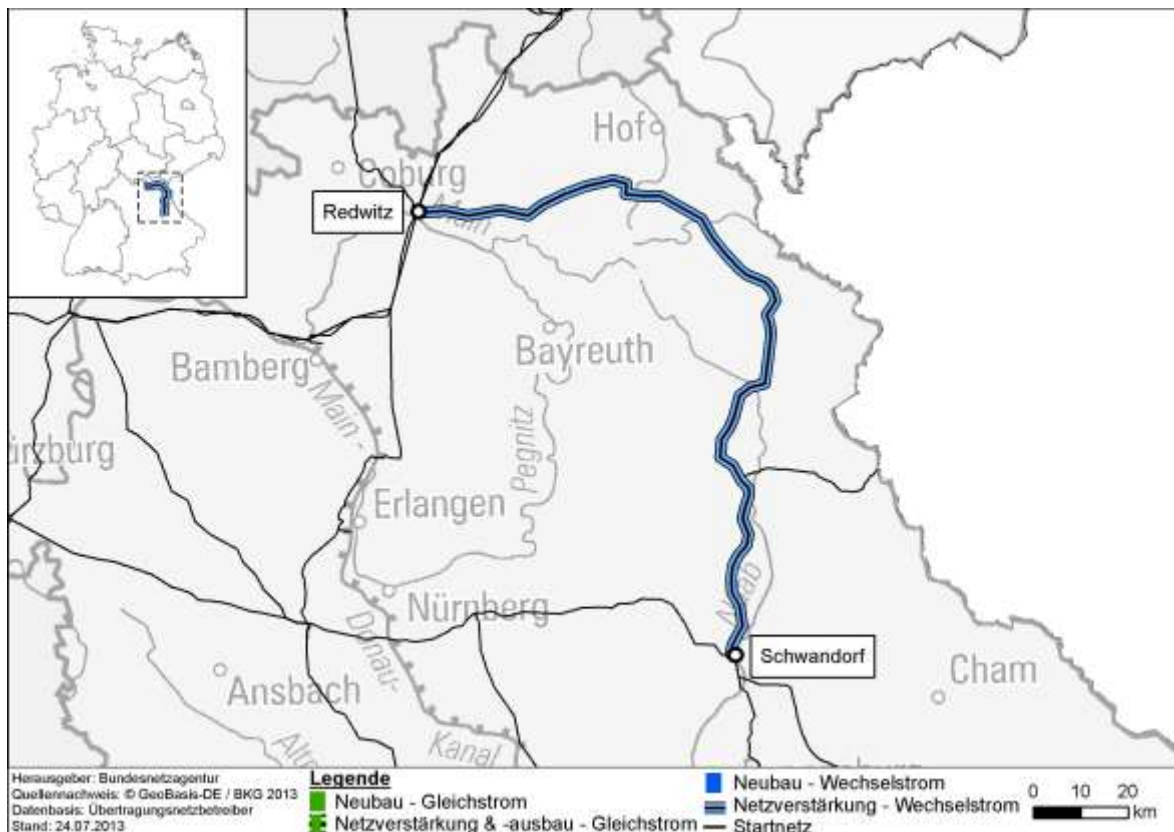 Hof
Coburg
Redwitz
Main
Bayreuth
Bamberg
Main-
Pegnitz
ürzburg
Erlangen
Naab
Nürnberg
Donau-
Schwandorf
Cham
Ansbach
Kanal
Alt
Herausgeber: Bundesnetzagentur
Quellennachweis: © GeoBasis-DE / BKG 2013
Datenbasis: Übertragungsnetzbetreiber
Stand: 24.07.2013
Legende
Neubau - Gleichstrom
Netzverstärkung & -ausbau - Gleichstrom
Neubau - Wechselstrom
Netzverstärkung - Wechselstrom
Startnetz
0 10 20
km